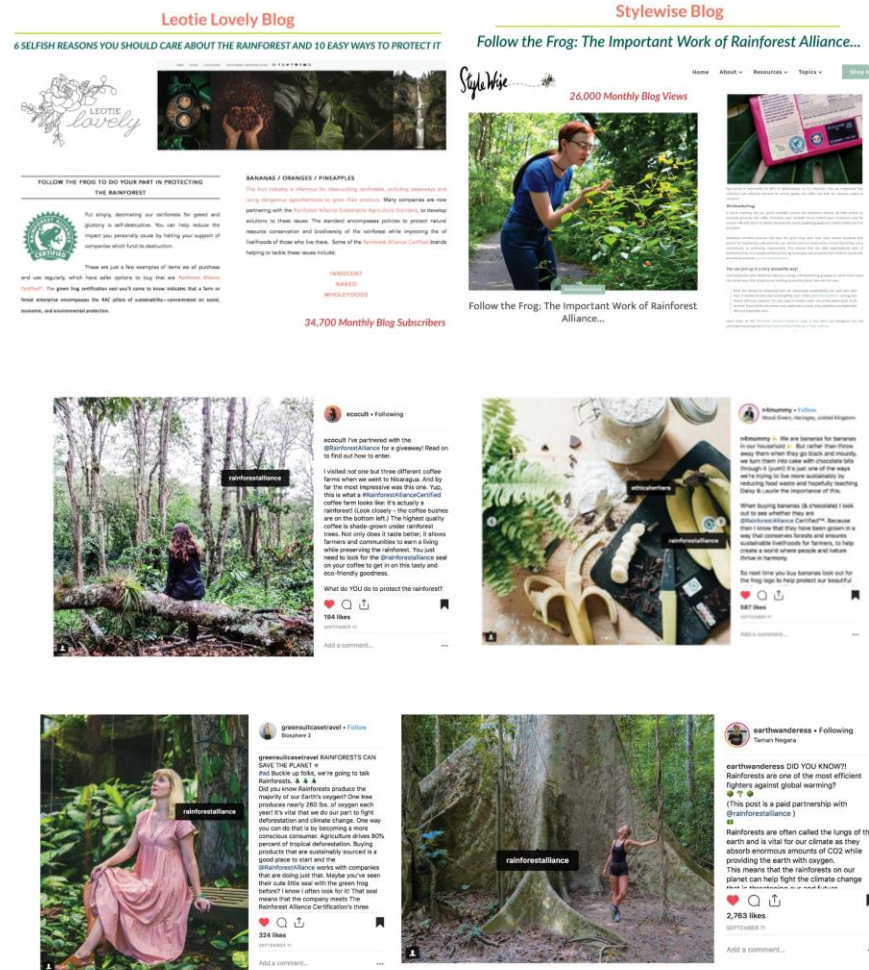 Leotie Lovely Blog
6 SELFISH REASONS YOU SHOULD CARE ABOUT THE RAINFOREST AND 10 EASY WAYS TO PROTECT IT
LEOTIE
lovely
FOLLOW THE FROG TO DO YOUR PART IN PROTECTING
THE RAINFOREST
Put simply, decimating our rainforests for greed and
gluttony is self-destructive. You can help reduce the
impact you personally cause by halting your support of
companies which fund its destruction.
CERTIFIED
These are just a few examples of items we all purchase
and use regularly, which have safer options to buy that are Rainforest Alliance
Certified™. The green frog certification seal you'll come to know indicates that a farm or
forest enterprise encompasses the RAC pillars of sustainability—concentrated on social,
economic, and environmental protection.
BANANAS / ORANGES / PINEAPPLES
The fruit industry is infamous for clear-cutting rainforests, polluting waterways and
using dangerous agrochemicals to grow their produce. Many companies are now
partnering with the Rainforest Alliance Sustainable Agriculture Standard, to develop
solutions to these issues. The standard encompasses policies to protect natural
resource conservation and biodiversity of the rainforest while improving the of
livelihoods of those who live there. Some of the Rainforest Alliance Certified brands
helping to tackle these issues include:
INNOCENT
NAKED
WHOLEFOODS
34,700 Monthly Blog Subscribers
Stylewise Blog
Follow the Frog: The Important Work of Rainforest Alliance...
StyleWise
Home About Resources Topics Shop
26,000 Monthly Blog Views
Follow the Frog: The Important Work of Rainforest
Alliance...
You can join up in a very accessible way!
rainforestalliance
ecocult • Following
ecocult I've partnered with the
@RainforestAlliance for a giveaway! Read on
to find out how to enter.
I visited not one but three different coffee
farms when we went to Nicaragua. And by
far the most impressive was this one. Yup,
this is what a #RainforestAllianceCertified
coffee farm looks like: it's actually a
rainforest! (Look closely – the coffee bushes
are on the bottom left.) The highest quality
coffee is shade-grown under rainforest
trees. Not only does it taste better, it allows
farmers and communities to earn a living
while preserving the rainforest. You just
need to look for the @rainforestalliance seal
on your coffee to get in on this tasty and
eco-friendly goodness.
What do YOU do to protect the rainforest?
194 likes
SEPTEMBER 12
Add a comment...
ethicalwriters
rainforestalliance
n4mummy • Follow
Wood Green, Haringey, United Kingdom
n4mummy We are bananas for bananas
in our household. But rather than throw
away them when they go black and mouldy,
we turn them into cake with chocolate bits
through it (yum!) It's just one of the ways
we're trying to live more sustainably by
reducing food waste and hopefully teaching
Daisy & Laurie the importance of this.
When buying bananas (& chocolate) I look
out to see whether they are
@RainforestAlliance Certified™. Because
then I know that they have been grown in a
way that conserves forests and ensures
sustainable livelihoods for farmers, to help
create a world where people and nature
thrive in harmony.
So next time you buy bananas look out for
the frog logo to help protect our beautiful
587 likes
SEPTEMBER 11
Add a comment...
rainforestalliance
greensuitcasetravel • Follow
Biosphere 2
greensuitcasetravel RAINFORESTS CAN
SAVE THE PLANET
#ad Buckle up folks, we're going to talk
Rainforests.
Did you know Rainforests produce the
majority of our Earth's oxygen? One tree
produces nearly 260 lbs. of oxygen each
year! It's vital that we do our part to fight
deforestation and climate change. One way
you can do that is by becoming a more
conscious consumer. Agriculture drives 80%
percent of tropical deforestation. Buying
products that are sustainably sourced is a
good place to start and the
@RainforestAlliance works with companies
that are doing just that. Maybe you've seen
their cute little seal with the green frog
before? I know I often look for it! That seal
means that the company meets The
Rainforest Alliance Certification's three
324 likes
SEPTEMBER 11
Add a comment...
rainforestalliance
earthwanderess • Following
Taman Negara
earthwanderess DID YOU KNOW?!
Rainforests are one of the most efficient
fighters against global warming?
(This post is a paid partnership with
@rainforestalliance )
Rainforests are often called the lungs of th
earth and is vital for our climate as they
absorb enormous amounts of CO2 while
providing the earth with oxygen.
This means that the rainforests on our
planet can help fight the climate change
that is threatening our and future
2,763 likes
SEPTEMBER 11
Add a comment...